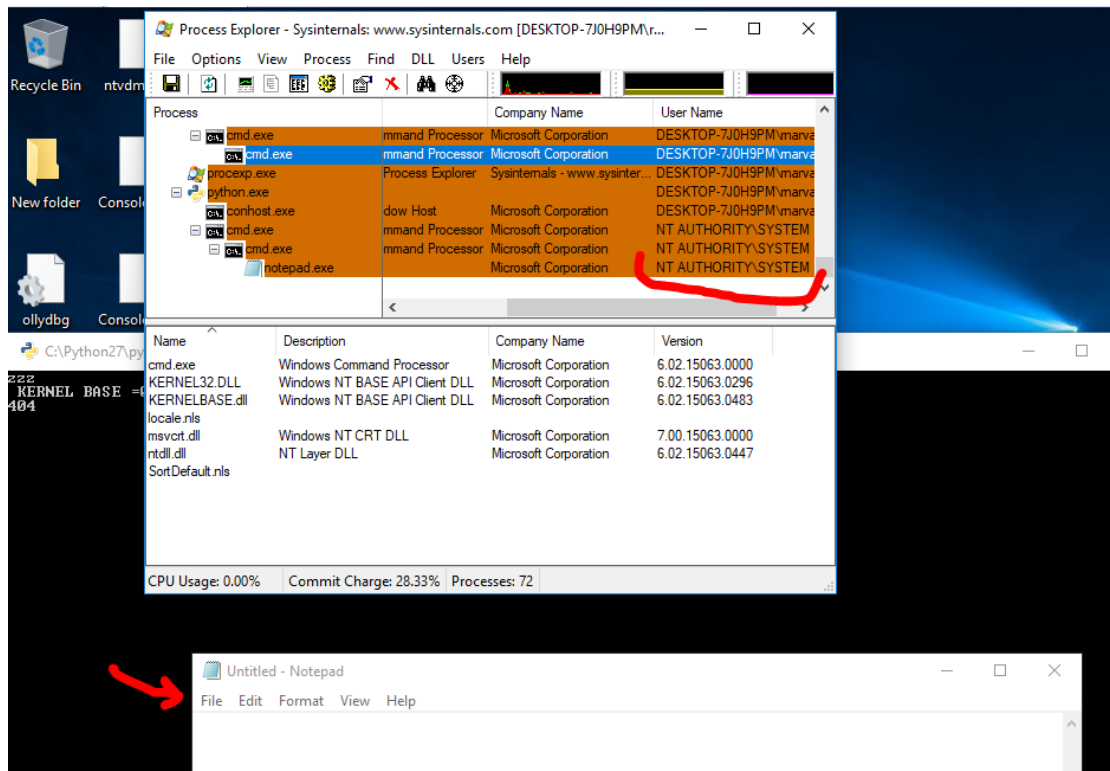 Recycle Bin
ntvdm
New folder
Consol
ollydbg
Consol
Process Explorer - Sysinternals: www.sysinternals.com [DESKTOP-7J0H9PM\r...
File Options View Process Find DLL Users Help
Process Company Name User Name
cmd.exe mmand Processor Microsoft Corporation DESKTOP-7J0H9PM\marva
cmd.exe mmand Processor Microsoft Corporation DESKTOP-7J0H9PM\marva
procexp.exe Process Explorer Sysinternals - www.sysinter... DESKTOP-7J0H9PM\marva
python.exe DESKTOP-7J0H9PM\marva
conhost.exe dow Host Microsoft Corporation DESKTOP-7J0H9PM\marva
cmd.exe mmand Processor Microsoft Corporation NT AUTHORITY\SYSTEM
cmd.exe mmand Processor Microsoft Corporation NT AUTHORITY\SYSTEM
notepad.exe Microsoft Corporation NT AUTHORITY\SYSTEM
Name Description Company Name Version
cmd.exe Windows Command Processor Microsoft Corporation 6.02.15063.0000
KERNEL32.DLL Windows NT BASE API Client DLL Microsoft Corporation 6.02.15063.0296
KERNELBASE.dll Windows NT BASE API Client DLL Microsoft Corporation 6.02.15063.0483
locale.nls
msvcrt.dll Windows NT CRT DLL Microsoft Corporation 7.00.15063.0000
ntdll.dll NT Layer DLL Microsoft Corporation 6.02.15063.0447
SortDefault.nls
CPU Usage: 0.00% Commit Charge: 28.33% Processes: 72
C:\Python27\py
zzz
KERNEL BASE =
404
Untitled - Notepad
File Edit Format View Help